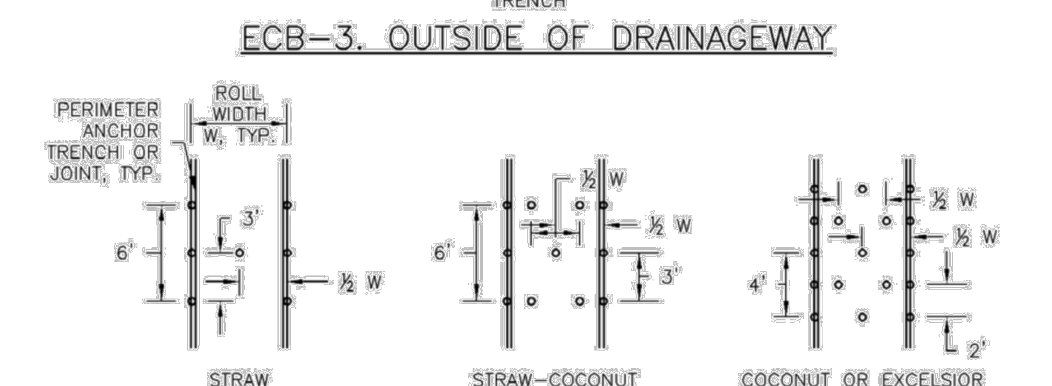 TRENCH
ECB-3. OUTSIDE OF DRAINAGEWAY
PERIMETER
ANCHOR
TRENCH OR
JOINT, TYP.
ROLL
WIDTH
W, TYP.
3'
6'
½ W
STRAW
½ W
½ W
6'
3'
STRAW-COCONUT
½ W
½ W
4'
2'
COCONUT OR EXCELSIOR